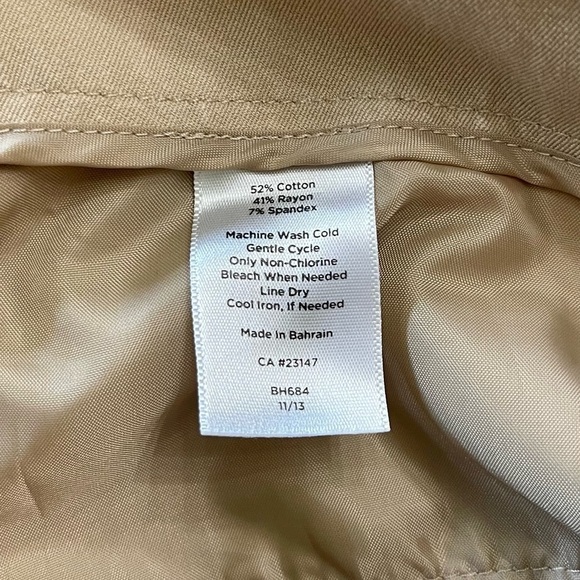 52% Cotton
41% Rayon
7% Spandex
Machine Wash Cold
Gentle Cycle
Only Non-Chlorine
Bleach When Needed
Line Dry
Cool Iron, If Needed
Made in Bahrain
CA #23147
BH684
11/13